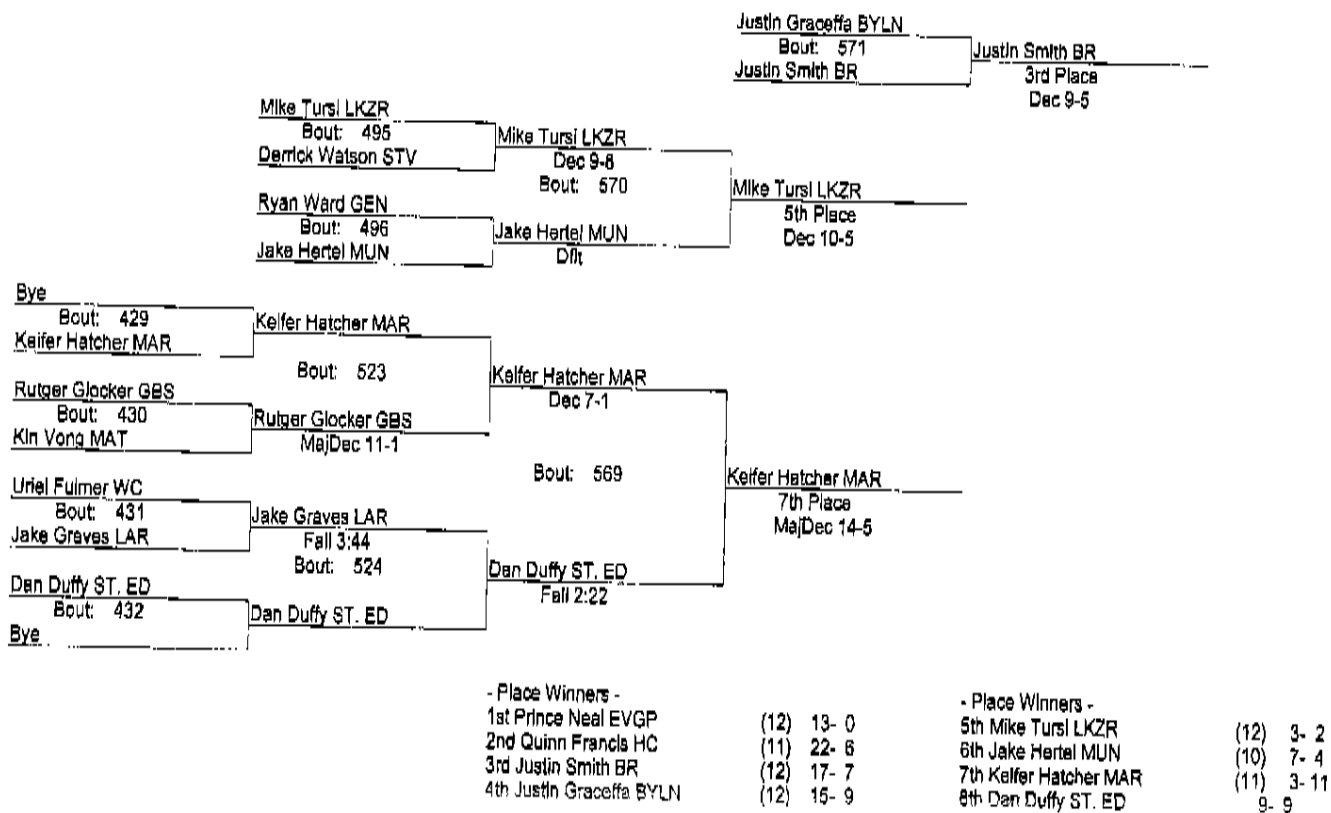 Justin Graceffa BYLN
Bout: 571
Justin Smith BR
Justin Smith BR
3rd Place
Dec 9-5
Mike Tursi LKZR
Bout: 495
Derrick Watson STV
Mike Tursi LKZR
Dec 9-8
Bout: 570
Ryan Ward GEN
Bout: 496
Jake Hertel MUN
Jake Hertel MUN
Dflt
Mike Tursi LKZR
5th Place
Dec 10-5
Bye
Bout: 429
Keifer Hatcher MAR
Keifer Hatcher MAR
Bout: 523
Rutger Glocker GBS
Bout: 430
Kin Vong MAT
Rutger Glocker GBS
MajDec 11-1
Keifer Hatcher MAR
Dec 7-1
Bout: 569
Uriel Fulmer WC
Bout: 431
Jake Graves LAR
Jake Graves LAR
Fall 3:44
Bout: 524
Dan Duffy ST. ED
Bout: 432
Bye
Dan Duffy ST. ED
Dan Duffy ST. ED
Fall 2:22
Keifer Hatcher MAR
7th Place
MajDec 14-5
- Place Winners -
1st Prince Neal EVGP (12) 13- 0
2nd Quinn Francis HC (11) 22- 6
3rd Justin Smith BR (12) 17- 7
4th Justin Graceffa BYLN (12) 15- 9
- Place Winners -
5th Mike Tursi LKZR (12) 3- 2
6th Jake Hertel MUN (10) 7- 4
7th Keifer Hatcher MAR (11) 3- 11
8th Dan Duffy ST. ED 9- 9